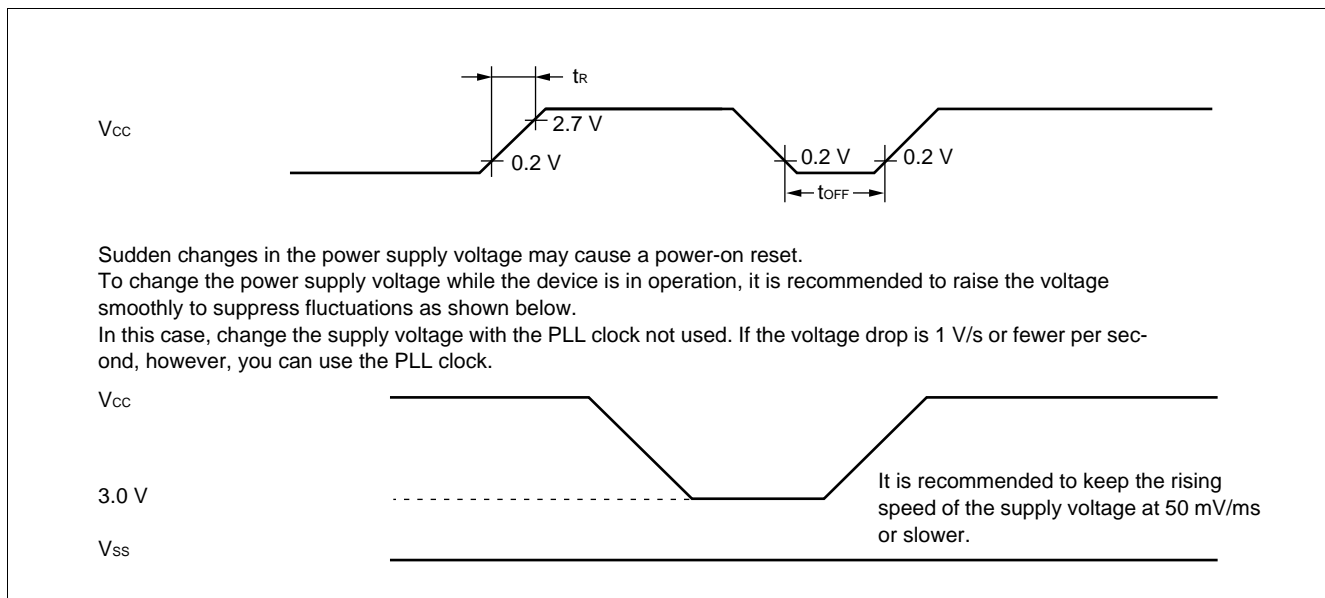 tR
VCC
2.7 V
0.2 V
0.2 V
0.2 V
tOFF
Sudden changes in the power supply voltage may cause a power-on reset.
To change the power supply voltage while the device is in operation, it is recommended to raise the voltage
smoothly to suppress fluctuations as shown below.
In this case, change the supply voltage with the PLL clock not used. If the voltage drop is 1 V/s or fewer per sec-
ond, however, you can use the PLL clock.
VCC
3.0 V
It is recommended to keep the rising
speed of the supply voltage at 50 mV/ms
or slower.
VSS